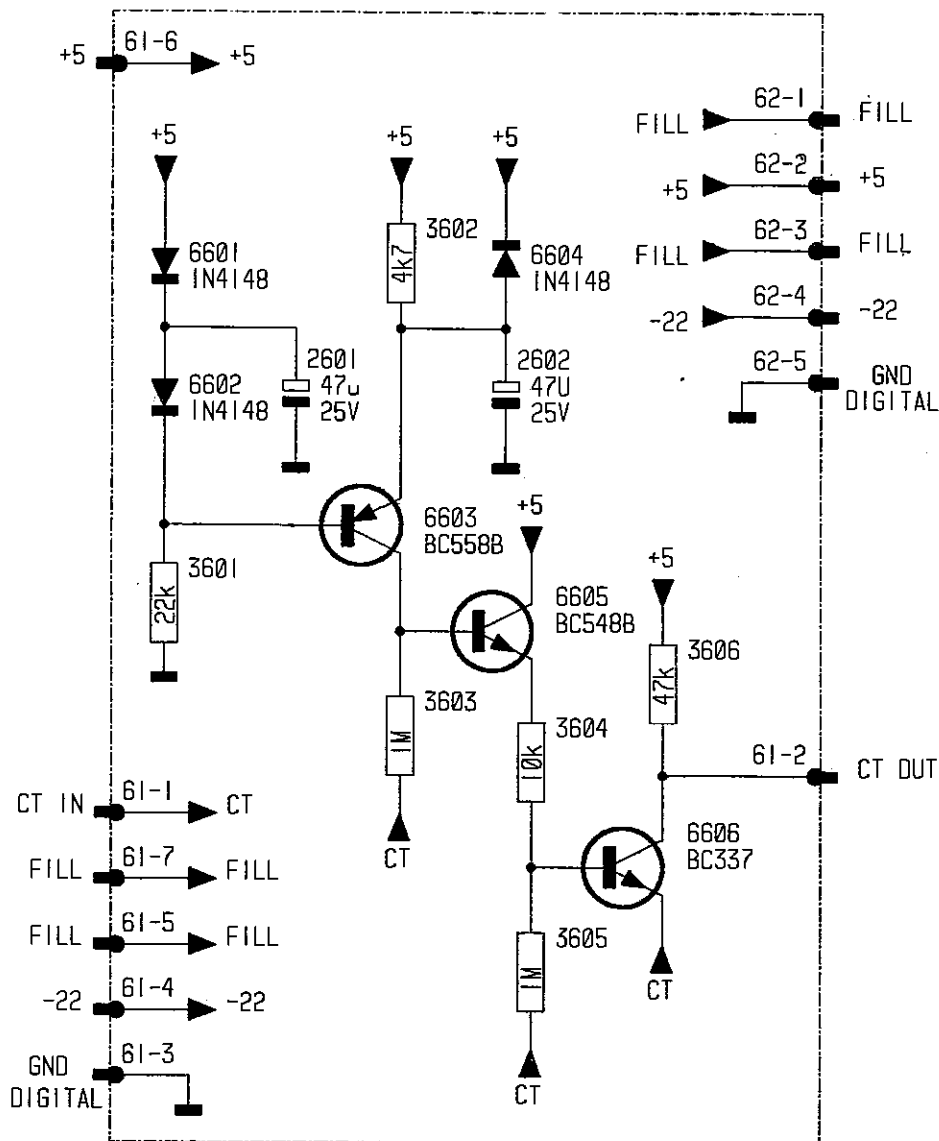 +5 61-6 +5
62-1
FILL FILL
62-2
+5 +5
62-3
FILL FILL
62-4
-22 -22
62-5
GND
DIGITAL
+5
+5
+5
6601
1N4148
3602
4k7
6604
1N4148
6602
1N4148
2601
47u
25V
2602
47U
25V
6603
BC558B
+5
3601
22k
6605
BC548B
+5
3606
47k
3603
1M
3604
10k
61-2
CT OUT
CT
6606
BC337
3605
1M
CT
CT
CT IN 61-1 CT
FILL 61-7 FILL
FILL 61-5 FILL
-22 61-4 -22
GND
DIGITAL
61-3